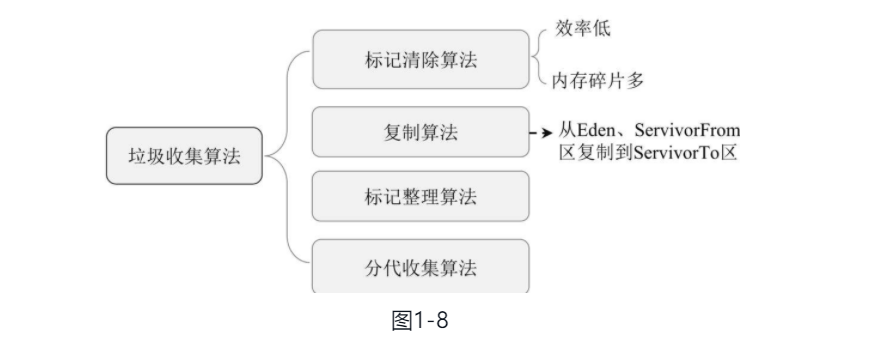 垃圾收集算法
标记清除算法
效率低
内存碎片多
复制算法
从Eden、ServivorFrom
区复制到ServivorTo区
标记整理算法
分代收集算法
图1-8